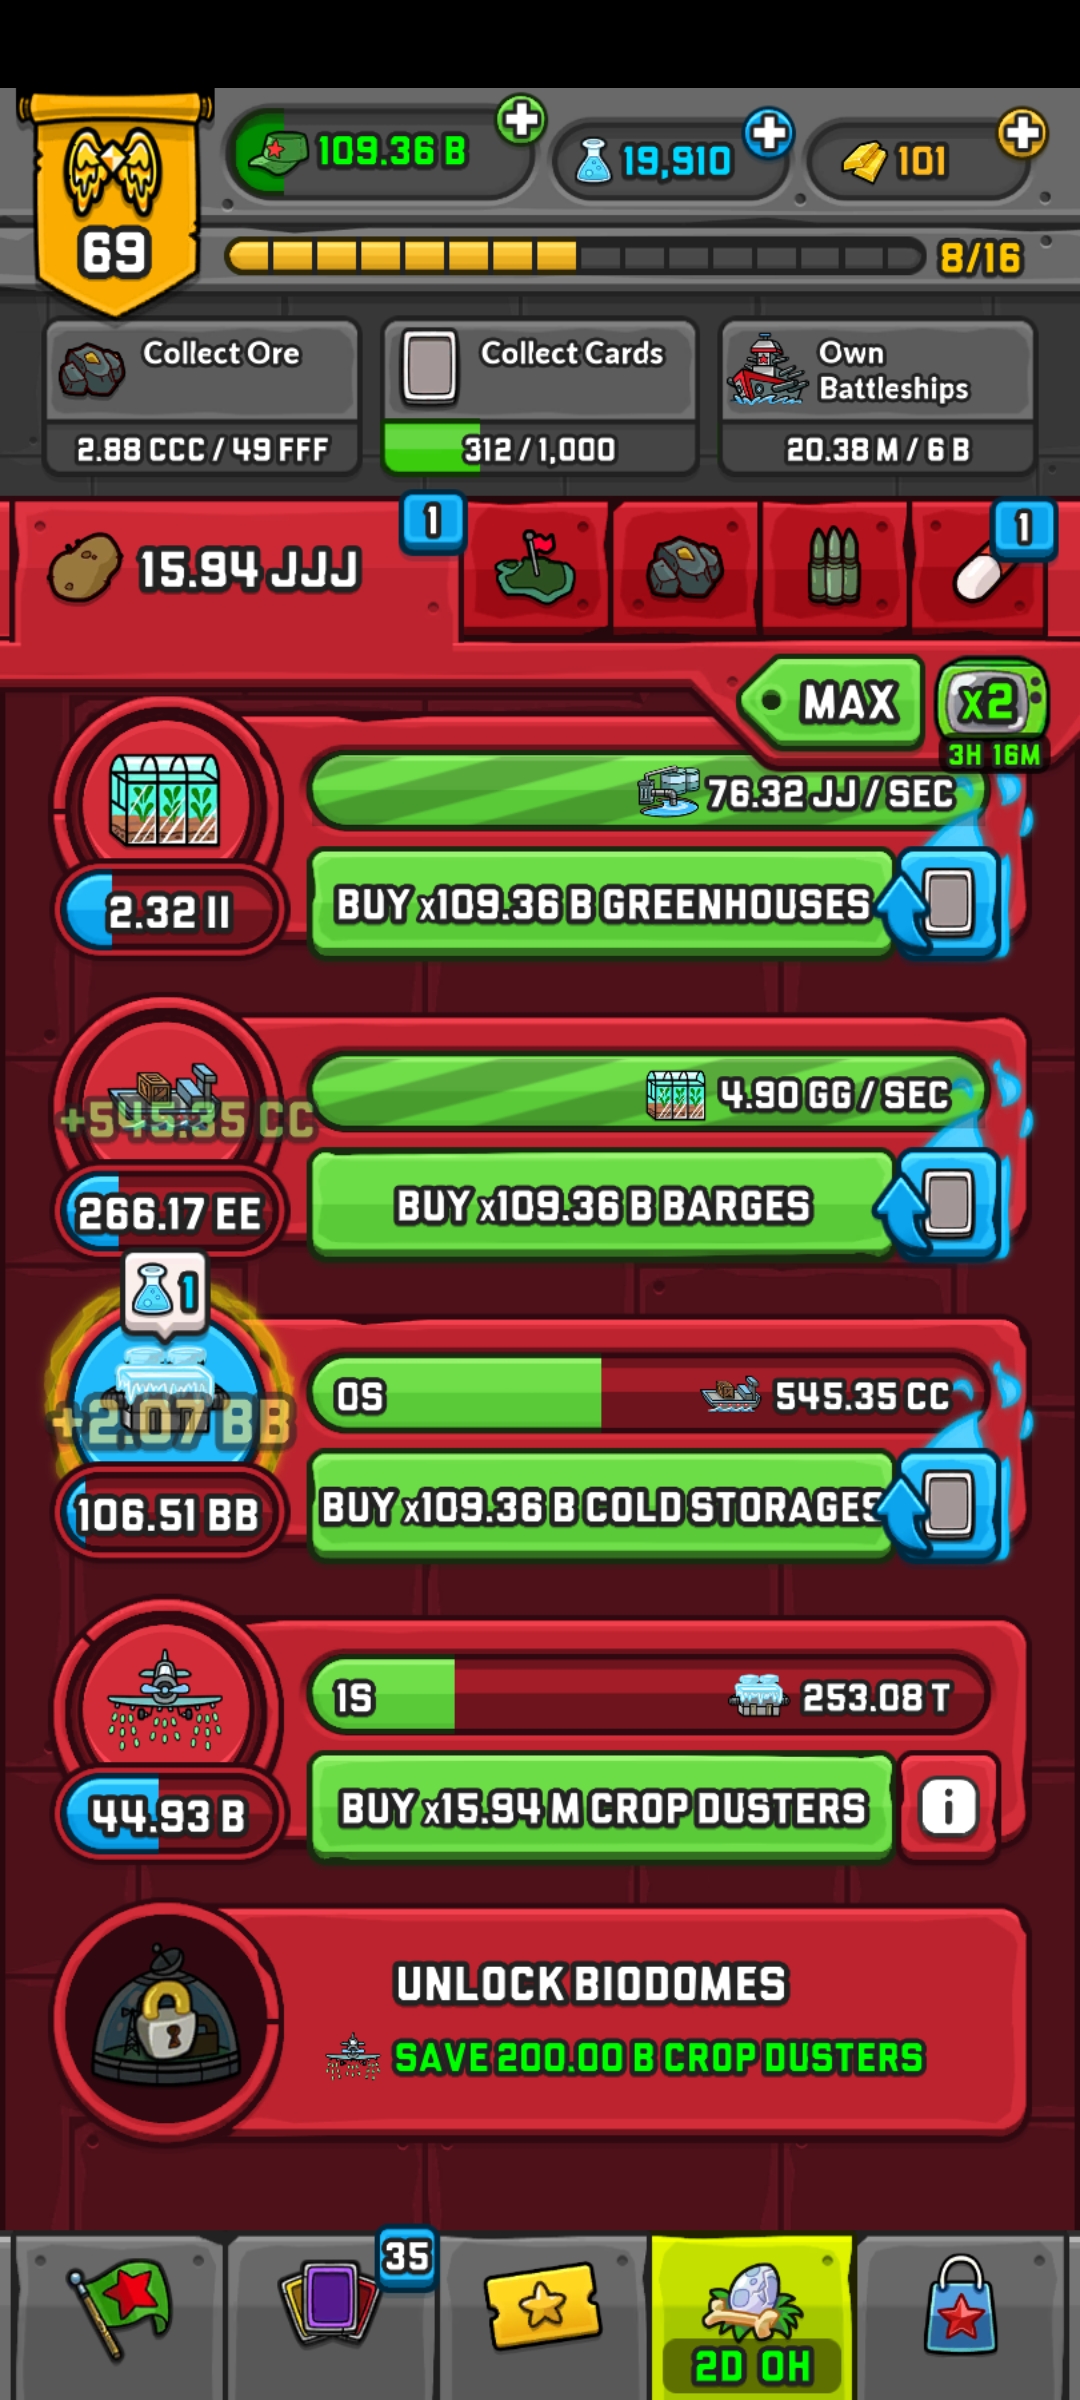 109.36 B
19,910
101
69
8/16
Collect Ore
2.88 CCC / 49 FFF
Collect Cards
312 / 1,000
Own
Battleships
20.38 M / 6 B
15.94 JJJ
1
1
MAX
x2
3H 16M
76.32 JJ / SEC
2.32 II
BUY x109.36 B GREENHOUSES
4.90 GG / SEC
+545.35 CC
266.17 EE
BUY x109.36 B BARGES
1
0S
545.35 CC
+2.07 BB
106.51 BB
BUY x109.36 B COLD STORAGES
1S
253.08 T
44.93 B
BUY x15.94 M CROP DUSTERS
i
UNLOCK BIODOMES
SAVE 200.00 B CROP DUSTERS
35
2D 0H